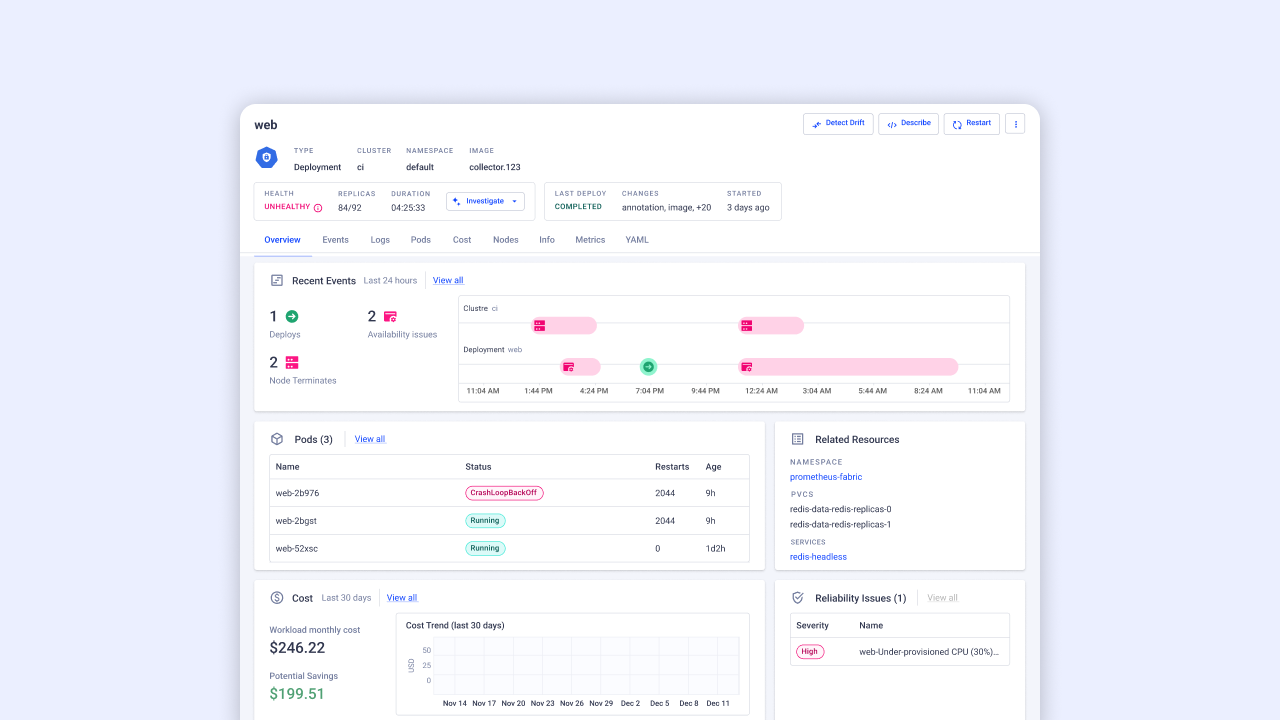 web
Detect Drift
Describe
Restart
TYPE CLUSTER NAMESPACE IMAGE
Deployment ci default collector.123
HEALTH REPLICAS DURATION
UNHEALTHY 84/92 04:25:33
Investigate
LAST DEPLOY CHANGES STARTED
COMPLETED annotation, image, +20 3 days ago
Overview Events Logs Pods Cost Nodes Info Metrics YAML
Recent Events Last 24 hours View all
1
Deploys
2
Availability issues
2
Node Terminates
Clustre ci
Deployment web
11:04 AM 1:44 PM 4:24 PM 7:04 PM 9:44 PM 12:24 AM 3:04 AM 5:44 AM 8:24 AM 11:04 AM
Pods (3) View all
Name Status Restarts Age
web-2b976 CrashLoopBackOff 2044 9h
web-2bgst Running 2044 9h
web-52xsc Running 0 1d2h
Related Resources
NAMESPACE
prometheus-fabric
PVCS
redis-data-redis-replicas-0
redis-data-redis-replicas-1
SERVICES
redis-headless
Cost Last 30 days View all
Workload monthly cost
$246.22
Potential Savings
$199.51
Cost Trend (last 30 days)
USD
50
25
0
Nov 14 Nov 17 Nov 20 Nov 23 Nov 26 Nov 29 Dec 2 Dec 5 Dec 8 Dec 11
Reliability Issues (1) View all
Severity Name
High web-Under-provisioned CPU (30%)...